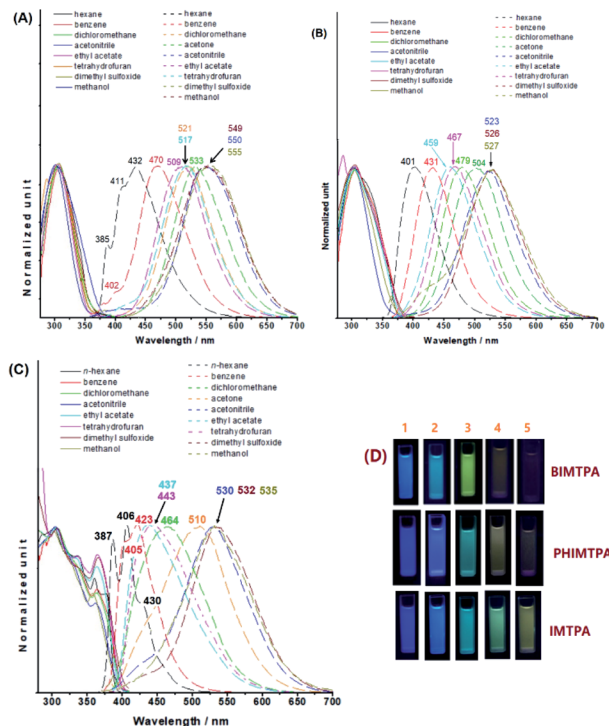 (A)
hexane
benzene
dichloromethane
acetonitrile
ethyl acetate
tetrahydrofuran
dimethyl sulfoxide
methanol
hexane
benzene
dichloromethane
acetone
acetonitrile
ethyl acetate
tetrahydrofuran
dimethyl sulfoxide
methanol
Normalized unit
385
411
432
402
470
509
521
517
533
549
550
555
300 350 400 450 500 550 600 650 700
Wavelength / nm
(B)
hexane
benzene
dichloromethane
acetonitrile
ethyl acetate
tetrahydrofuran
dimethyl sulfoxide
methanol
hexane
benzene
dichloromethane
acetone
acetonitrile
ethyl acetate
tetrahydrofuran
dimethyl sulfoxide
methanol
Normalized unit
401
431
459
467
479
504
523
526
527
300 350 400 450 500 550 600 650 700
Wavelength / nm
(C)
n-hexane
benzene
dichloromethane
acetonitrile
ethyl acetate
tetrahydrofuran
dimethyl sulfoxide
methanol
n-hexane
benzene
dichloromethane
acetone
acetonitrile
ethyl acetate
tetrahydrofuran
dimethyl sulfoxide
methanol
Normalized unit
387
406
423
405
430
437
443
464
510
530 532 535
300 350 400 450 500 550 600 650 700
Wavelength / nm
(D)
1 2 3 4 5
BIMTPA
PHIMTPA
IMTPA